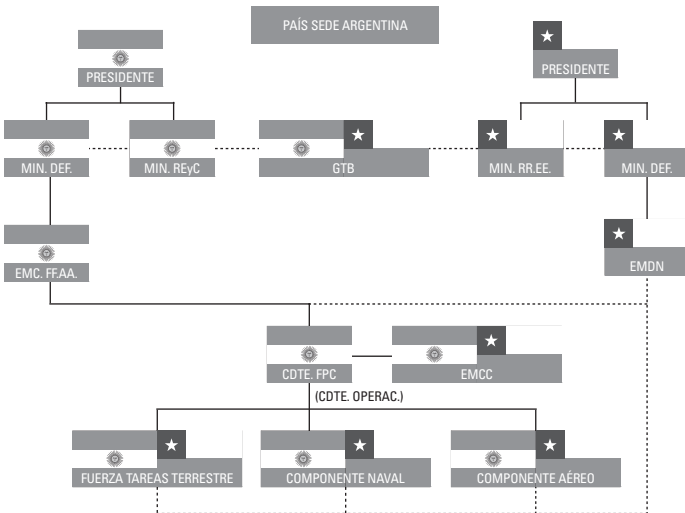 PAÍS SEDE ARGENTINA
PRESIDENTE
PRESIDENTE
MIN. DEF.
MIN. REyC
GTB
MIN. RR.EE.
MIN. DEF.
EMC. FF.AA.
EMDN
CDTE. FPC
EMCC
(CDTE. OPERAC.)
FUERZA TAREAS TERRESTRE
COMPONENTE NAVAL
COMPONENTE AÉREO